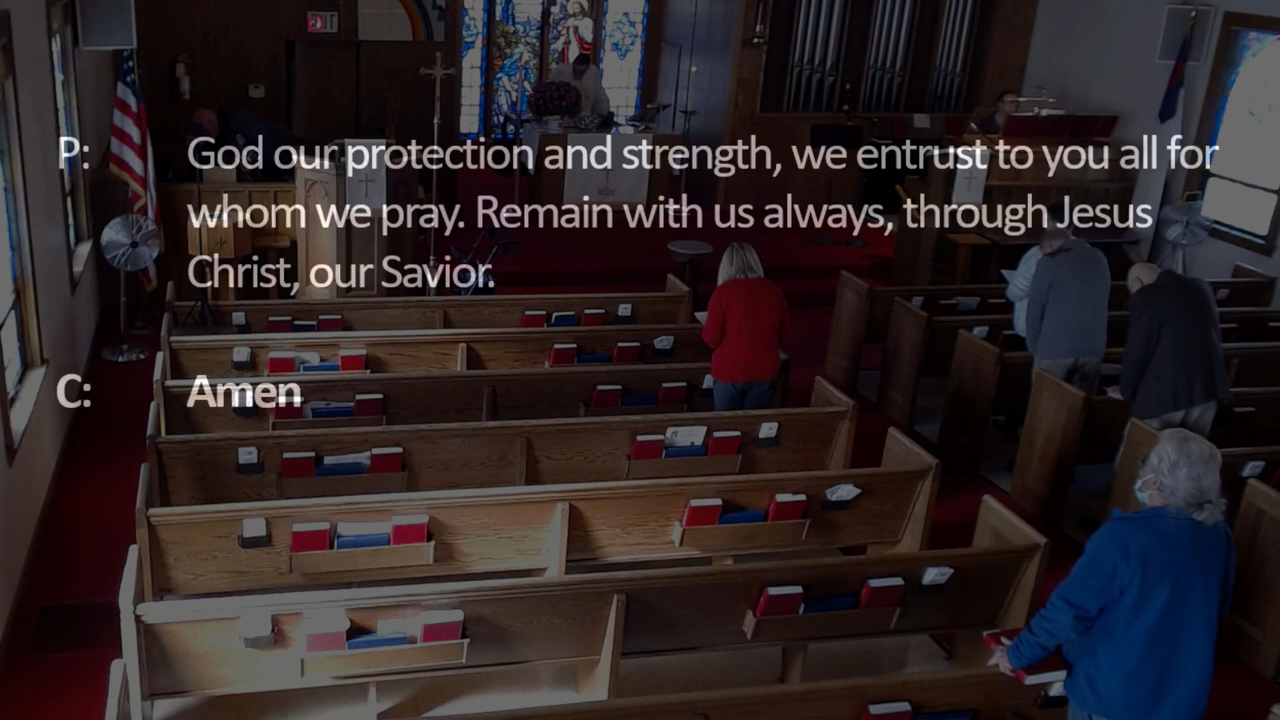 P: God our protection and strength, we entrust to you all for
whom we pray. Remain with us always, through Jesus
Christ, our Savior.
C: Amen